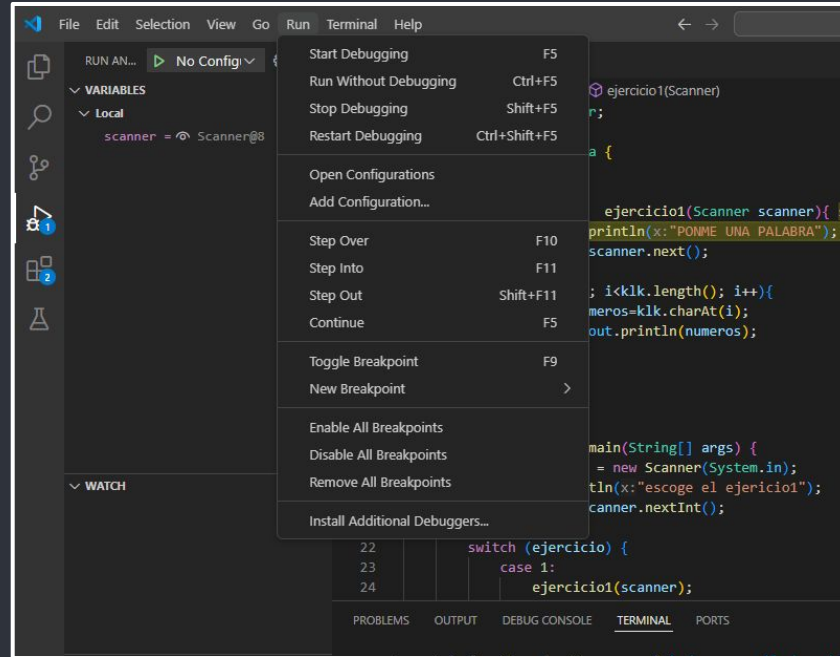 File Edit Selection View Go Run Terminal Help
RUN AN... No Config
VARIABLES
Local
scanner = Scanner@8
1
2
Start Debugging F5
Run Without Debugging Ctrl+F5
Stop Debugging Shift+F5
Restart Debugging Ctrl+Shift+F5
Open Configurations
Add Configuration...
Step Over F10
Step Into F11
Step Out Shift+F11
Continue F5
Toggle Breakpoint F9
New Breakpoint
Enable All Breakpoints
Disable All Breakpoints
Remove All Breakpoints
Install Additional Debuggers...
ejercicio1(Scanner)
r;
a {
ejercicio1(Scanner scanner){
println(x:"PONME UNA PALABRA");
scanner.next();
; i<klk.length(); i++){
meros=klk.charAt(i);
out.println(numeros);
main(String[] args) {
= new Scanner(System.in);
tln(x:"escoge el ejericio1");
canner.nextInt();
22 switch (ejercicio) {
23 case 1:
24 ejercicio1(scanner);
WATCH
PROBLEMS OUTPUT DEBUG CONSOLE TERMINAL PORTS